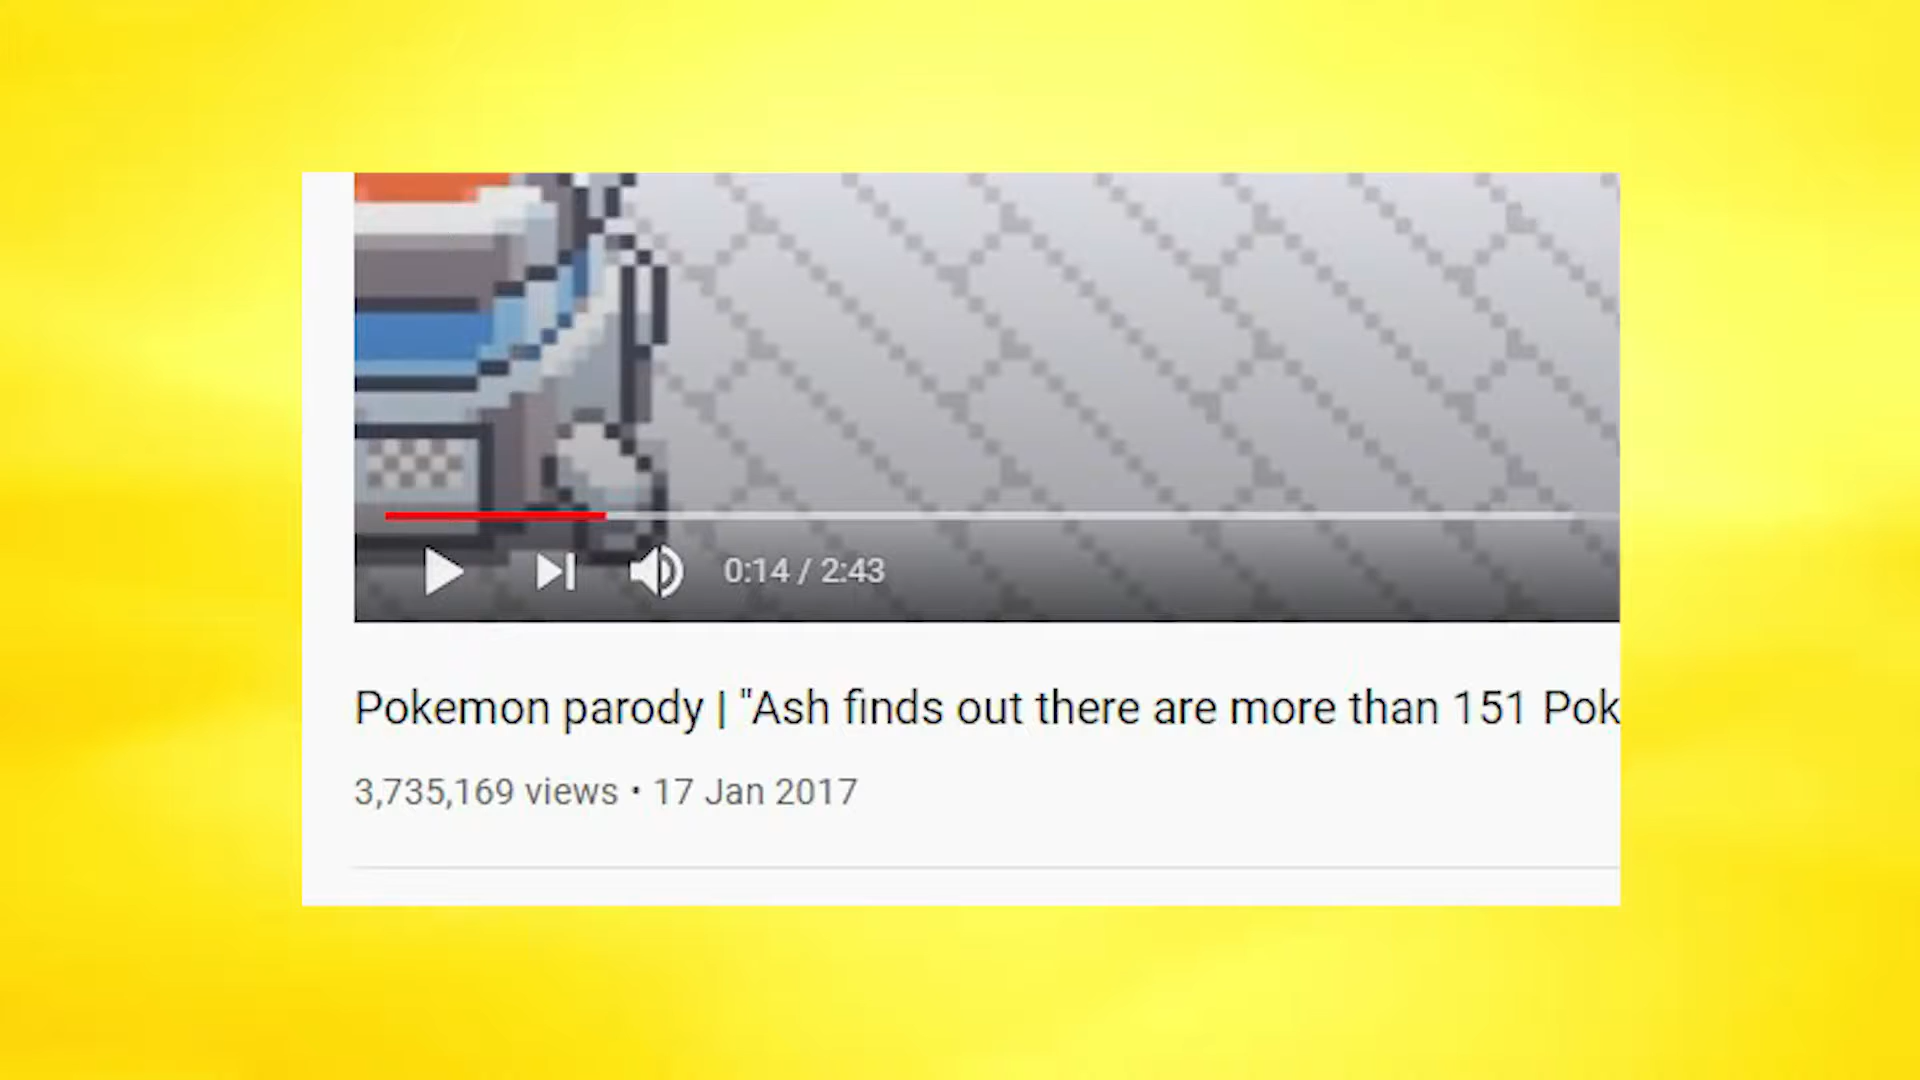 0:14 / 2:43
Pokemon parody | "Ash finds out there are more than 151 Pok
3,735,169 views • 17 Jan 2017